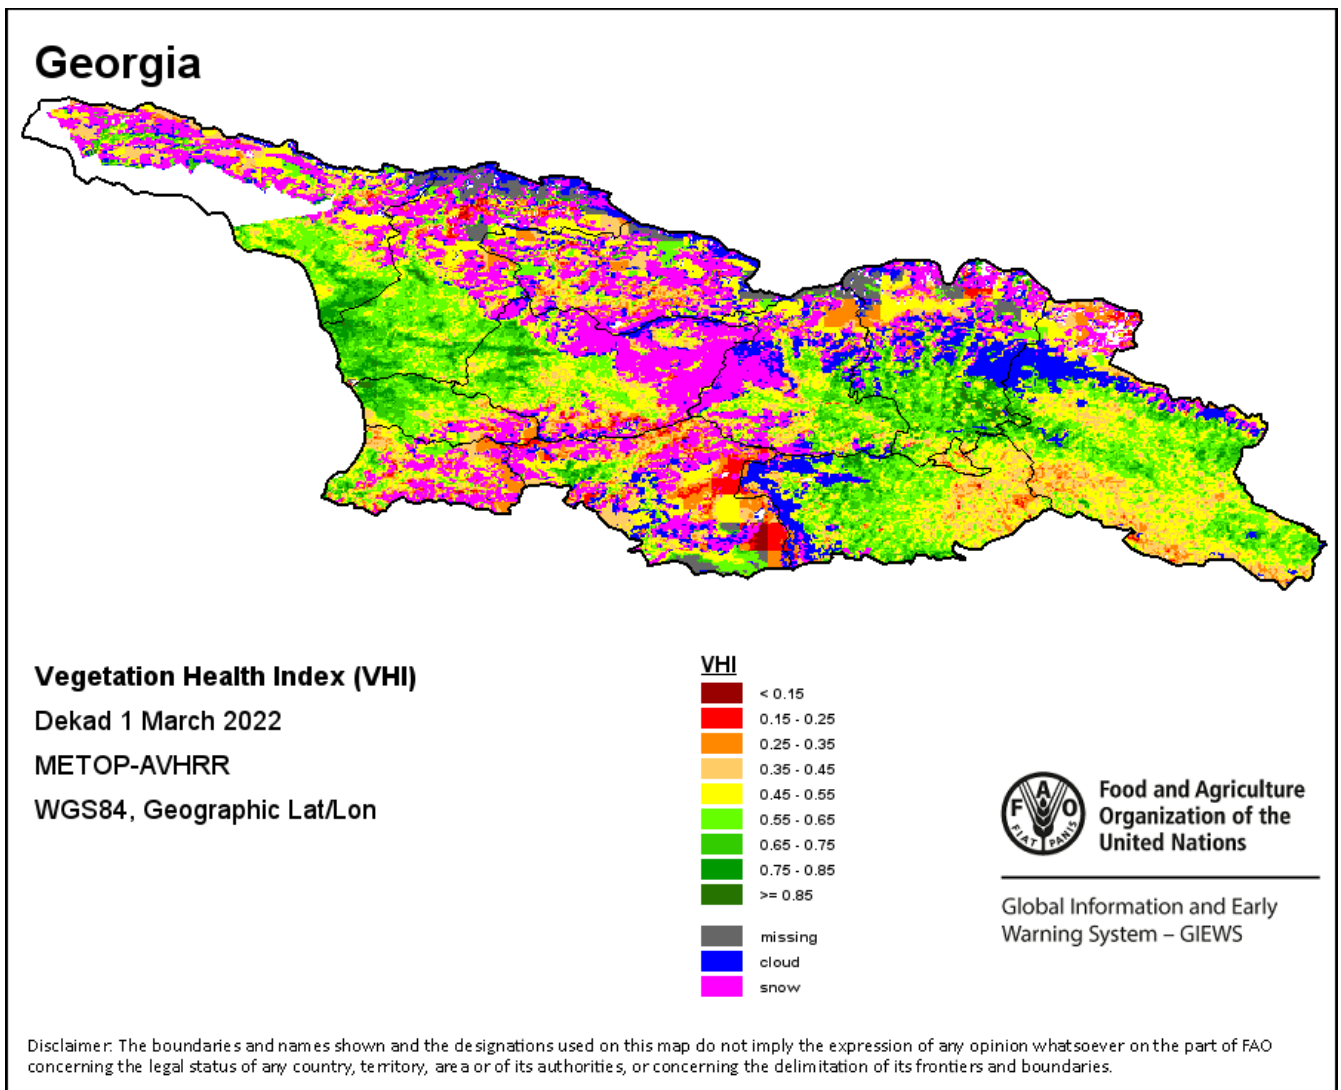 Georgia
Vegetation Health Index (VHI)
Dekad 1 March 2022
METOP-AVHRR
WGS84, Geographic Lat/Lon
VHI
< 0.15
0.15 - 0.25
0.25 - 0.35
0.35 - 0.45
0.45 - 0.55
0.55 - 0.65
0.65 - 0.75
0.75 - 0.85
>= 0.85
missing
cloud
snow
F A O
FIAT PANIS
Food and Agriculture
Organization of the
United Nations
Global Information and Early
Warning System – GIEWS
Disclaimer: The boundaries and names shown and the designations used on this map do not imply the expression of any opinion whatsoever on the part of FAO
concerning the legal status of any country, territory, area or of its authorities, or concerning the delimitation of its frontiers and boundaries.